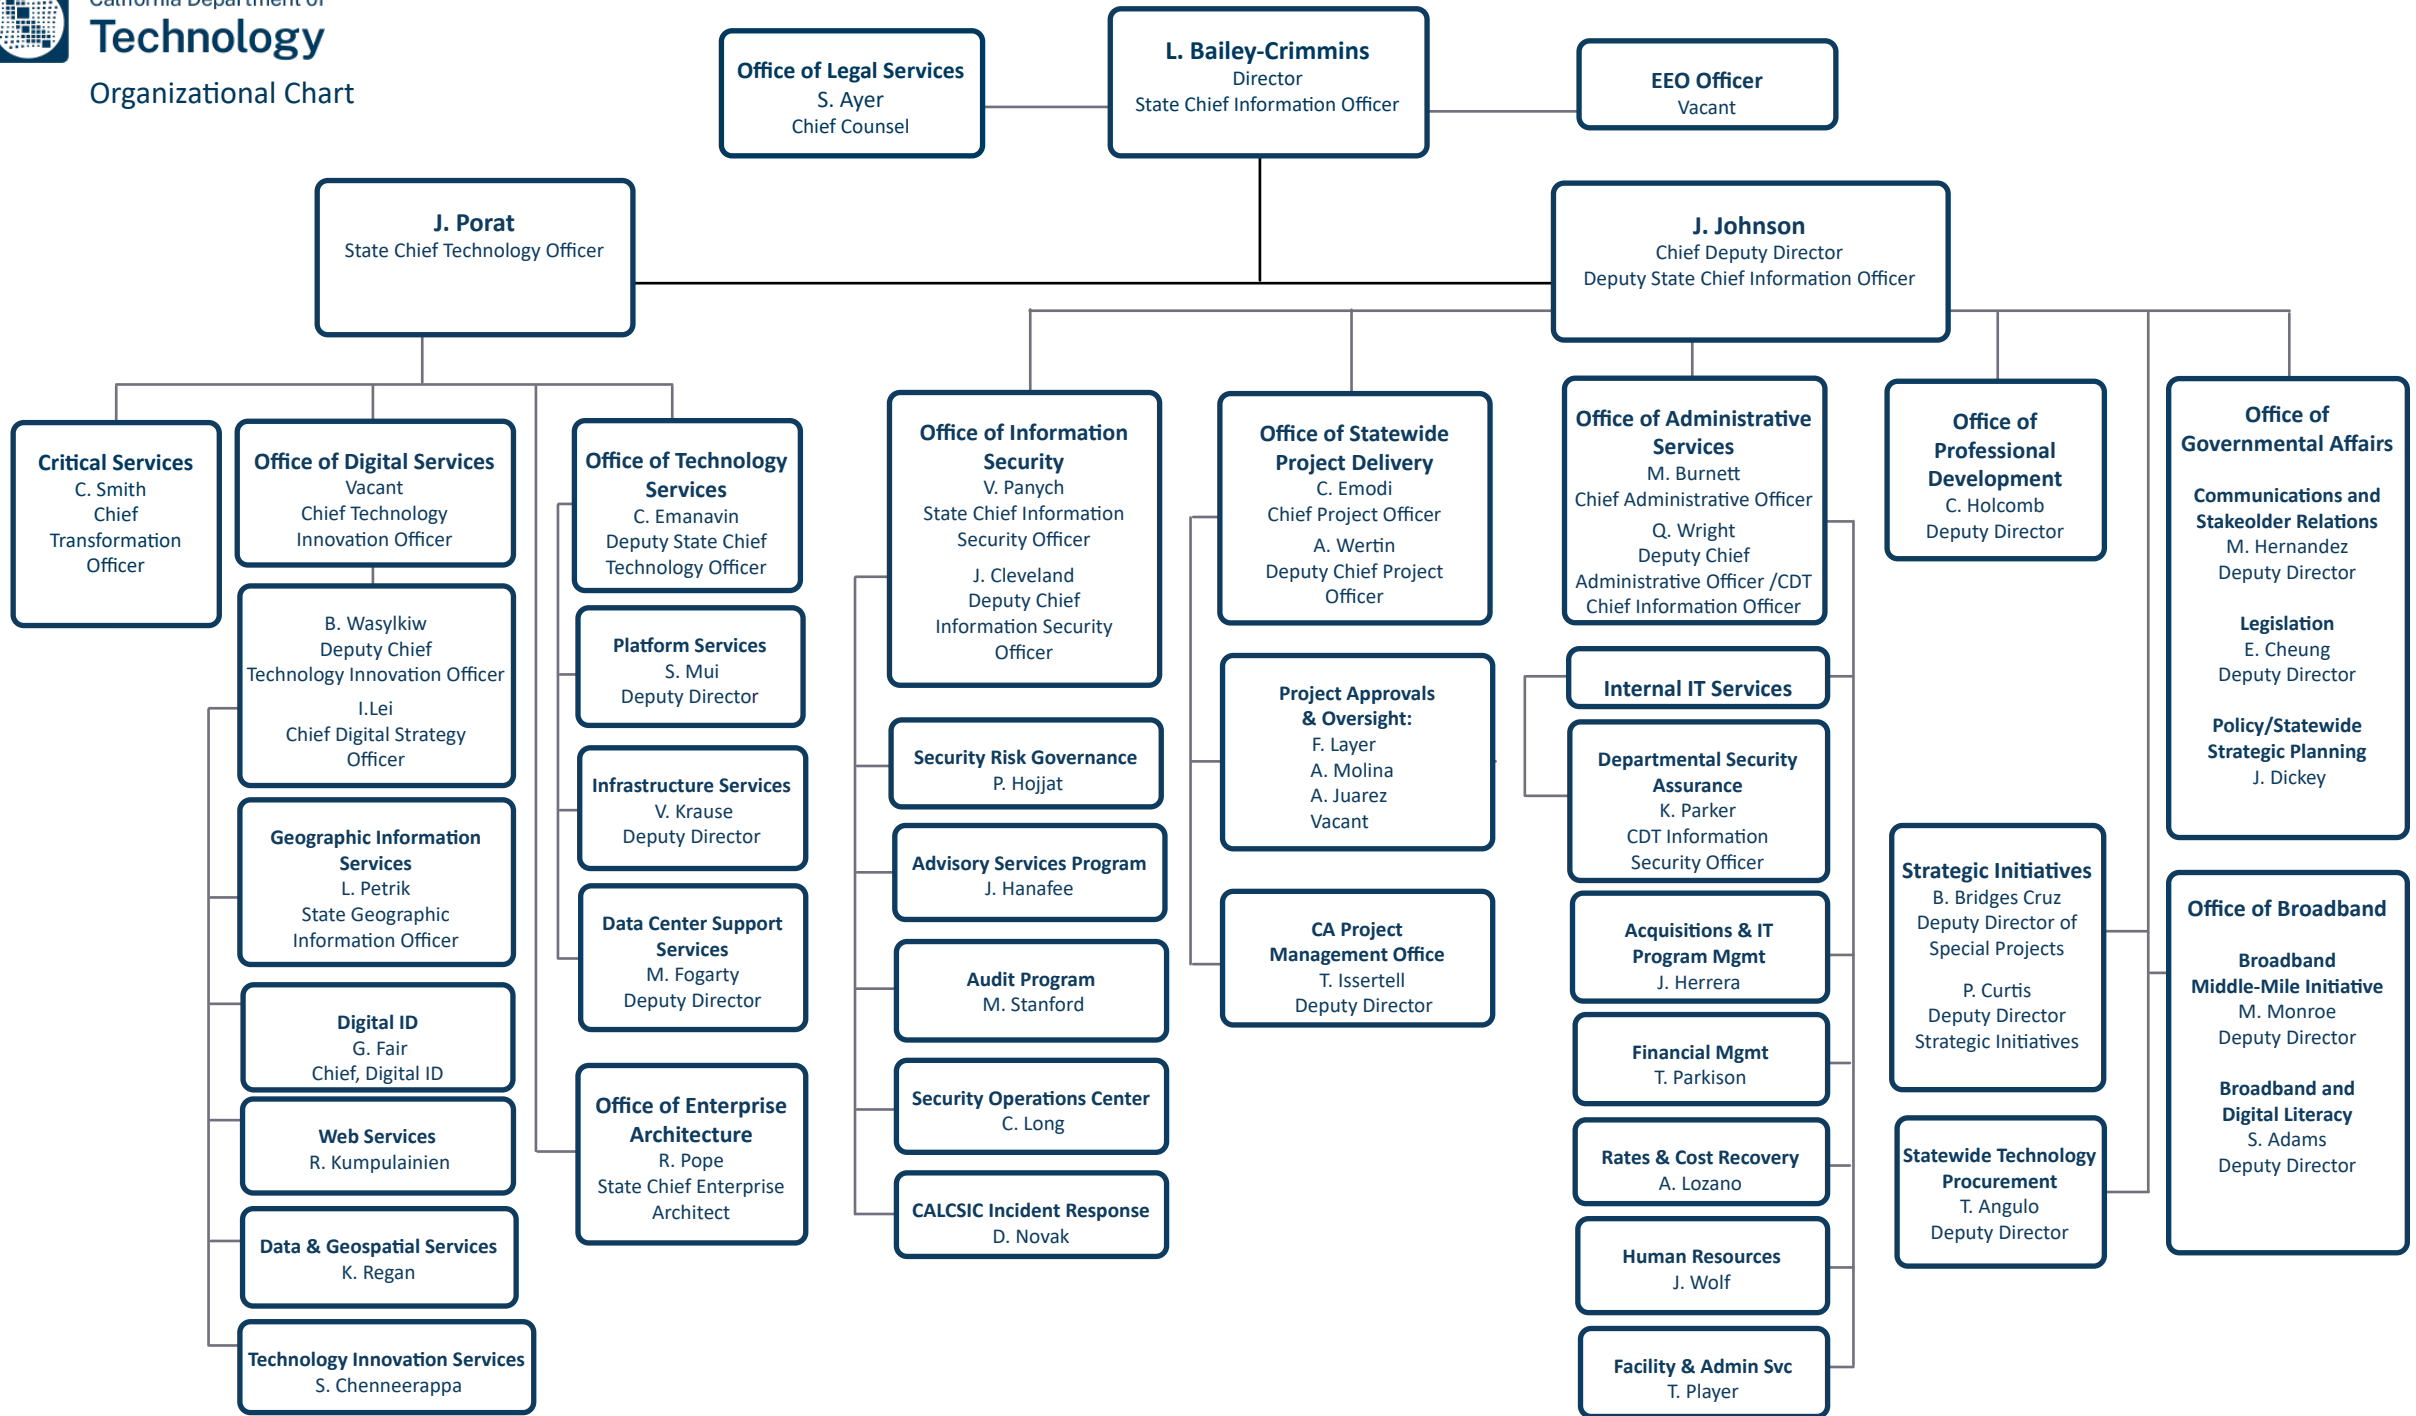 California Department of
Technology
Organizational Chart
Office of Legal Services
S. Ayer
Chief Counsel
L. Bailey-Crimmins
Director
State Chief Information Officer
EEO Officer
Vacant
J. Porat
State Chief Technology Officer
J. Johnson
Chief Deputy Director
Deputy State Chief Information Officer
Critical Services
C. Smith
Chief
Transformation
Officer
Office of Digital Services
Vacant
Chief Technology
Innovation Officer
B. Wasylkiw
Deputy Chief
Technology Innovation Officer
I.Lei
Chief Digital Strategy
Officer
Geographic Information
Services
L. Petrik
State Geographic
Information Officer
Digital ID
G. Fair
Chief, Digital ID
Web Services
R. Kumpulainien
Data & Geospatial Services
K. Regan
Technology Innovation Services
S. Chenneerappa
Office of Technology
Services
C. Emanavin
Deputy State Chief
Technology Officer
Platform Services
S. Mui
Deputy Director
Infrastructure Services
V. Krause
Deputy Director
Data Center Support
Services
M. Fogarty
Deputy Director
Office of Enterprise
Architecture
R. Pope
State Chief Enterprise
Architect
Office of Information
Security
V. Panych
State Chief Information
Security Officer
J. Cleveland
Deputy Chief
Information Security
Officer
Security Risk Governance
P. Hojjat
Advisory Services Program
J. Hanafee
Audit Program
M. Stanford
Security Operations Center
C. Long
CALCSIC Incident Response
D. Novak
Office of Statewide
Project Delivery
C. Emodi
Chief Project Officer
A. Wertin
Deputy Chief Project
Officer
Project Approvals
& Oversight:
F. Layer
A. Molina
A. Juarez
Vacant
CA Project
Management Office
T. Issertell
Deputy Director
Office of Administrative
Services
M. Burnett
Chief Administrative Officer
Q. Wright
Deputy Chief
Administrative Officer /CDT
Chief Information Officer
Internal IT Services
Departmental Security
Assurance
K. Parker
CDT Information
Security Officer
Acquisitions & IT
Program Mgmt
J. Herrera
Financial Mgmt
T. Parkison
Rates & Cost Recovery
A. Lozano
Human Resources
J. Wolf
Facility & Admin Svc
T. Player
Office of
Professional
Development
C. Holcomb
Deputy Director
Strategic Initiatives
B. Bridges Cruz
Deputy Director of
Special Projects
P. Curtis
Deputy Director
Strategic Initiatives
Statewide Technology
Procurement
T. Angulo
Deputy Director
Office of
Governmental Affairs
Communications and
Stakeolder Relations
M. Hernandez
Deputy Director
Legislation
E. Cheung
Deputy Director
Policy/Statewide
Strategic Planning
J. Dickey
Office of Broadband
Broadband
Middle-Mile Initiative
M. Monroe
Deputy Director
Broadband and
Digital Literacy
S. Adams
Deputy Director